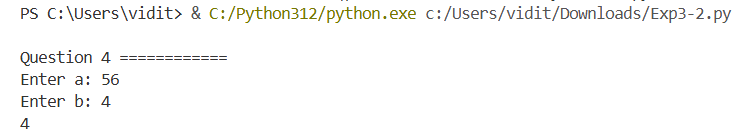 PS C:\Users\vidit> & C:/Python312/python.exe c:/Users/vidit/Downloads/Exp3-2.py
Question 4 ============
Enter a: 56
Enter b: 4
4